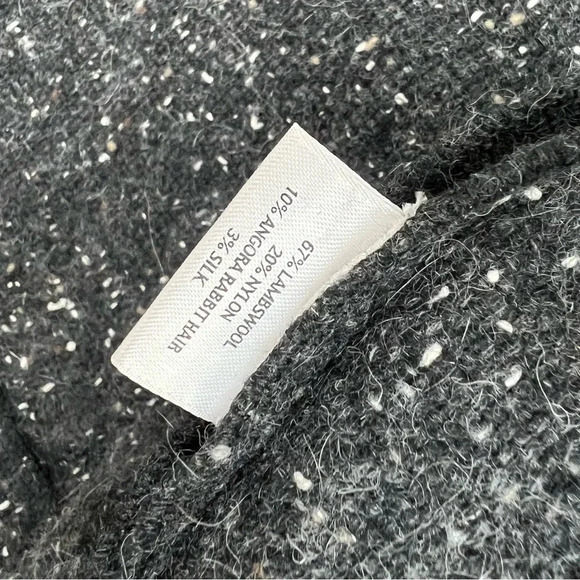 67% LAMBSWOOL
20% NYLON
10% ANGORA RABBIT HAIR
3% SILK